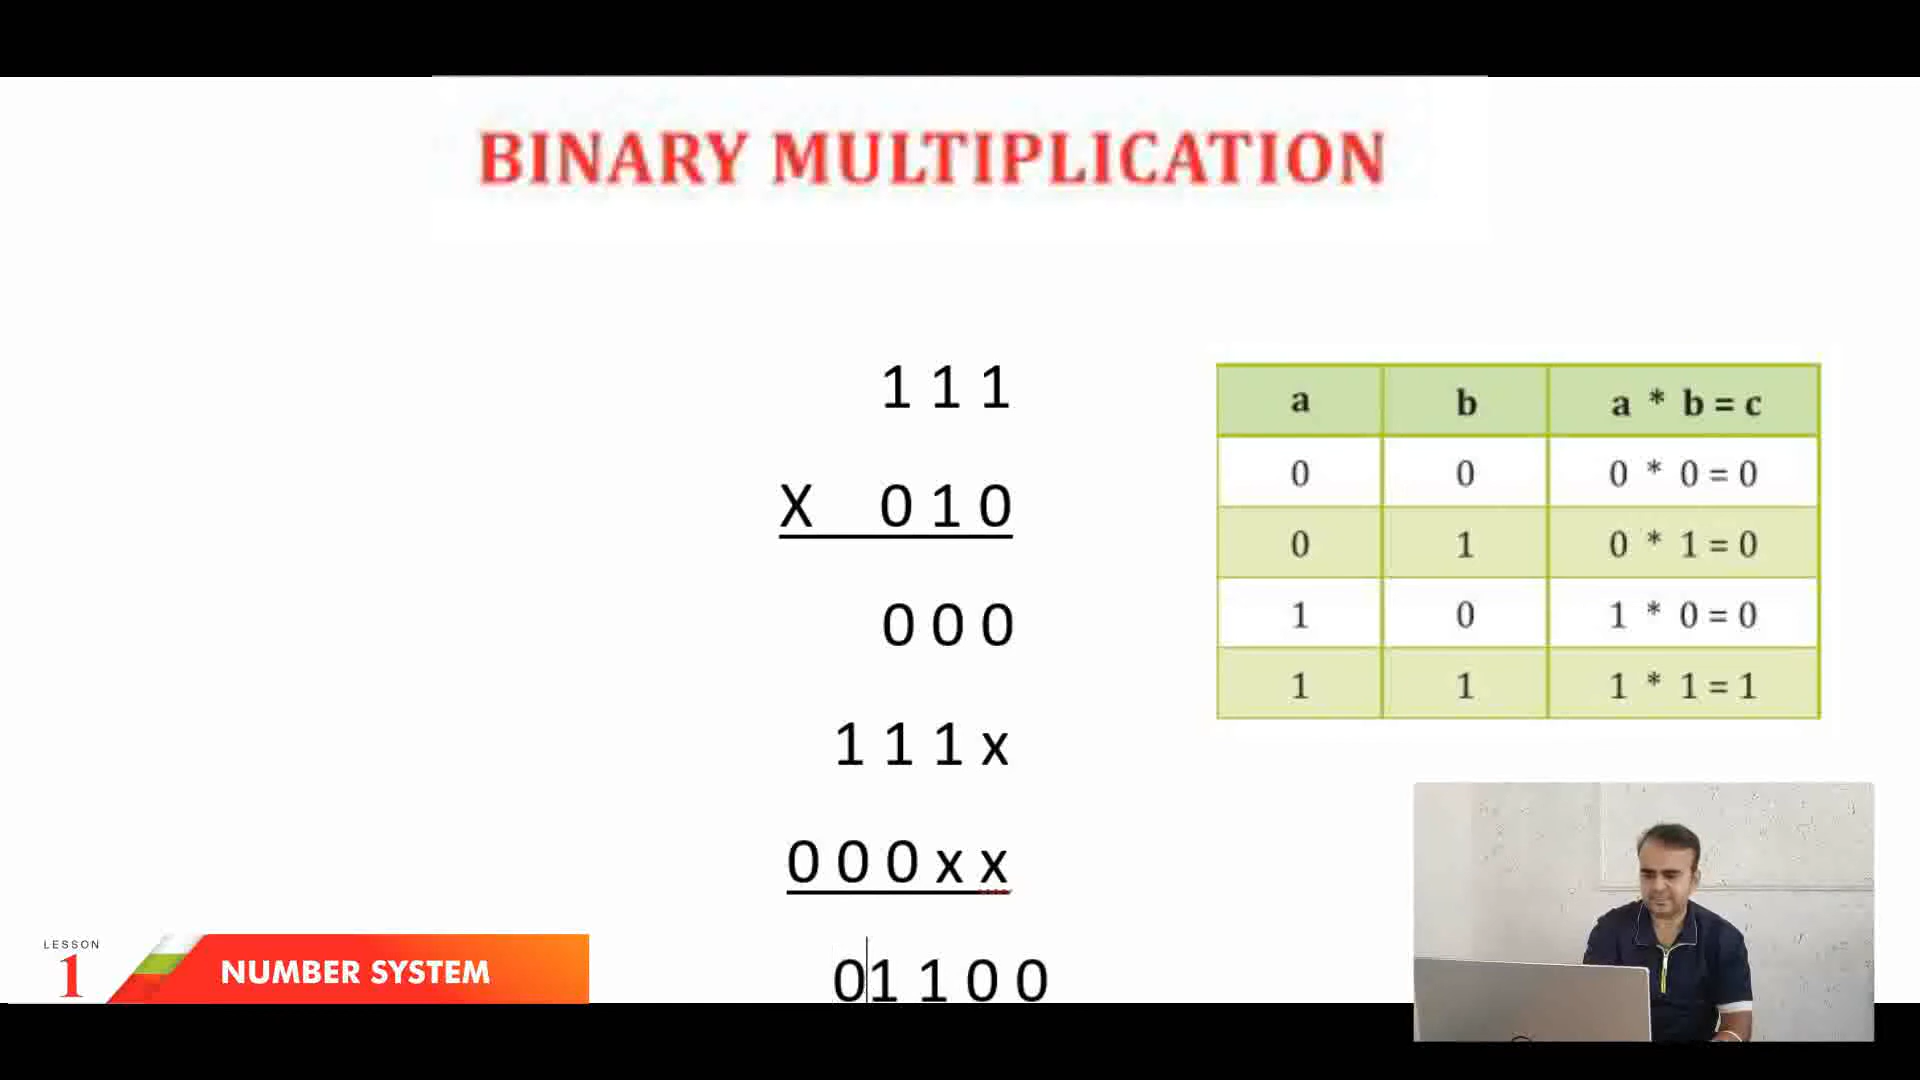 BINARY MULTIPLICATION
1 1 1
X 0 1 0
0 0 0
1 1 1 x
0 0 0 x x
01 1 0 0
a b a * b = c
0 0 0 * 0 = 0
0 1 0 * 1 = 0
1 0 1 * 0 = 0
1 1 1 * 1 = 1
LESSON
1
NUMBER SYSTEM